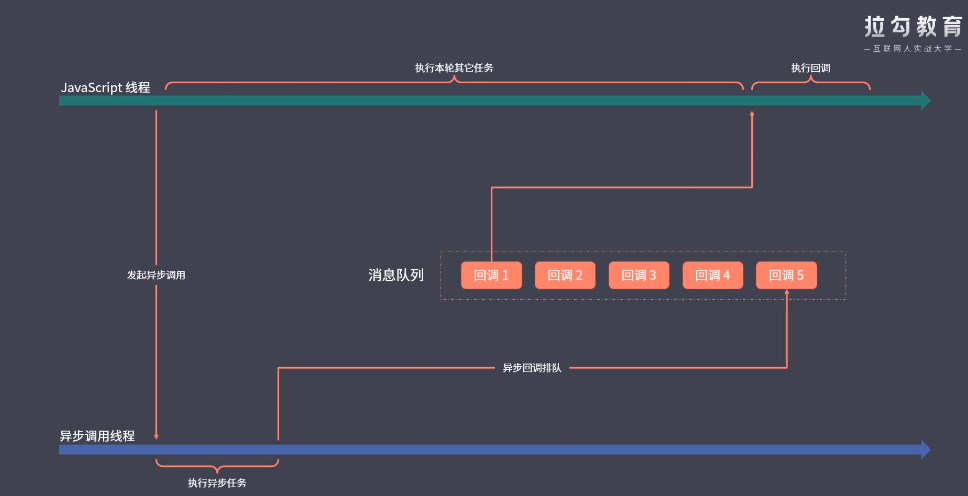 拉勾教育
—互联网人实战大学—
执行本轮其它任务
执行回调
JavaScript 线程
发起异步调用
消息队列
回调 1
回调 2
回调 3
回调 4
回调 5
异步回调排队
异步调用线程
执行异步任务